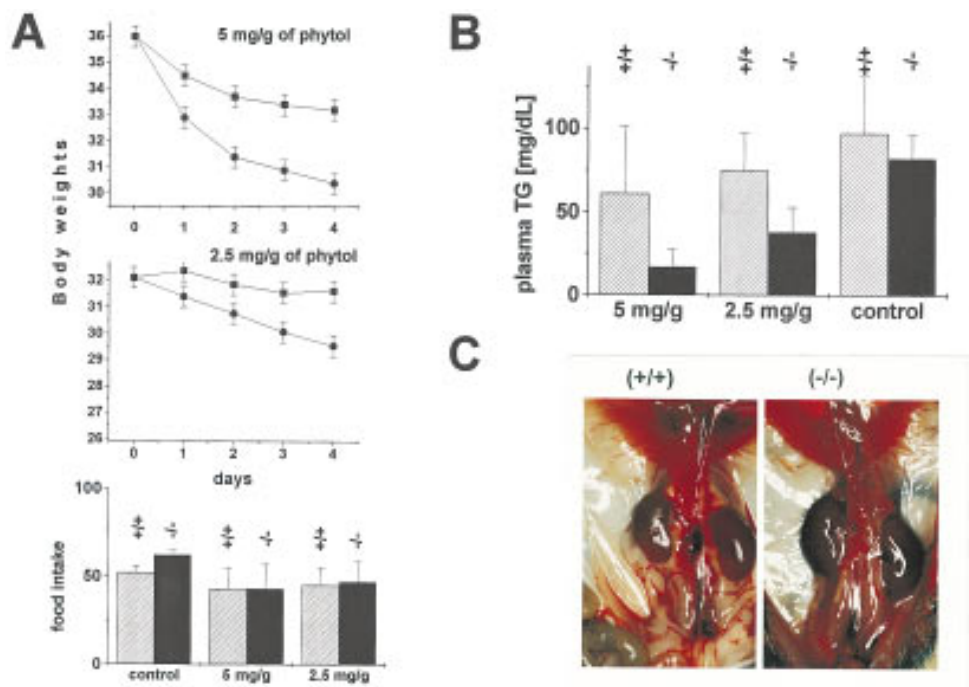 A
5 mg/g of phytol
36
35
34
33
32
31
30
0 1 2 3 4
Body weights
2.5 mg/g of phytol
32
31
30
29
28
27
26
0 1 2 3 4
days
100
50
0
food intake
+/+ -/- +/+ -/- +/+ -/-
control 5 mg/g 2.5 mg/g
B
+/+ -/- +/+ -/- +/+ -/-
plasma TG [mg/dL]
100
50
0
5 mg/g 2.5 mg/g control
C
(+/+) (-/-)